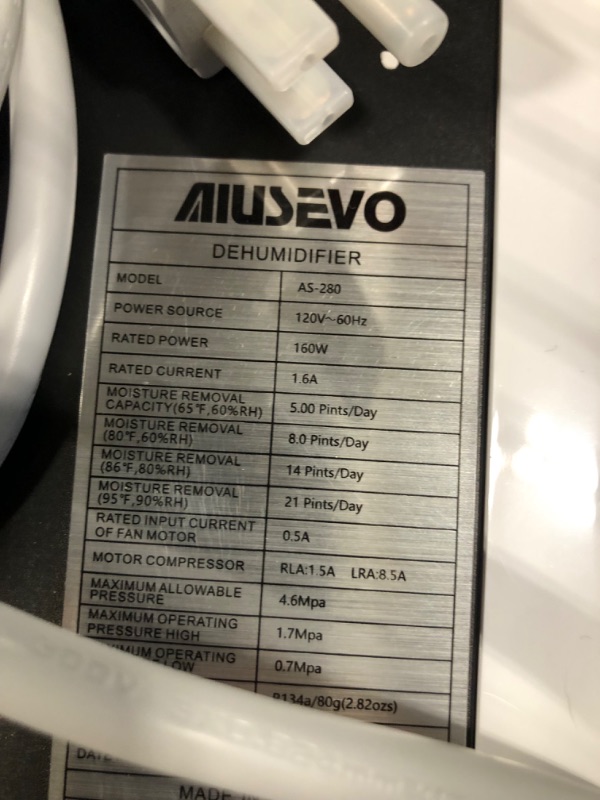 AIUSEVO
DEHUMIDIFIER
MODEL AS-280
POWER SOURCE 120V~60Hz
RATED POWER 160W
RATED CURRENT 1.6A
MOISTURE REMOVAL
CAPACITY(65°F,60%RH) 5.00 Pints/Day
MOISTURE REMOVAL
(80°F,60%RH) 8.0 Pints/Day
MOISTURE REMOVAL
(86°F,80%RH) 14 Pints/Day
MOISTURE REMOVAL
(95°F,90%RH) 21 Pints/Day
RATED INPUT CURRENT
OF FAN MOTOR 0.5A
MOTOR COMPRESSOR RLA:1.5A LRA:8.5A
MAXIMUM ALLOWABLE
PRESSURE 4.6Mpa
MAXIMUM OPERATING
PRESSURE HIGH 1.7Mpa
OPERATING
LOW 0.7Mpa
R134a/80g(2.82ozs)
MADE